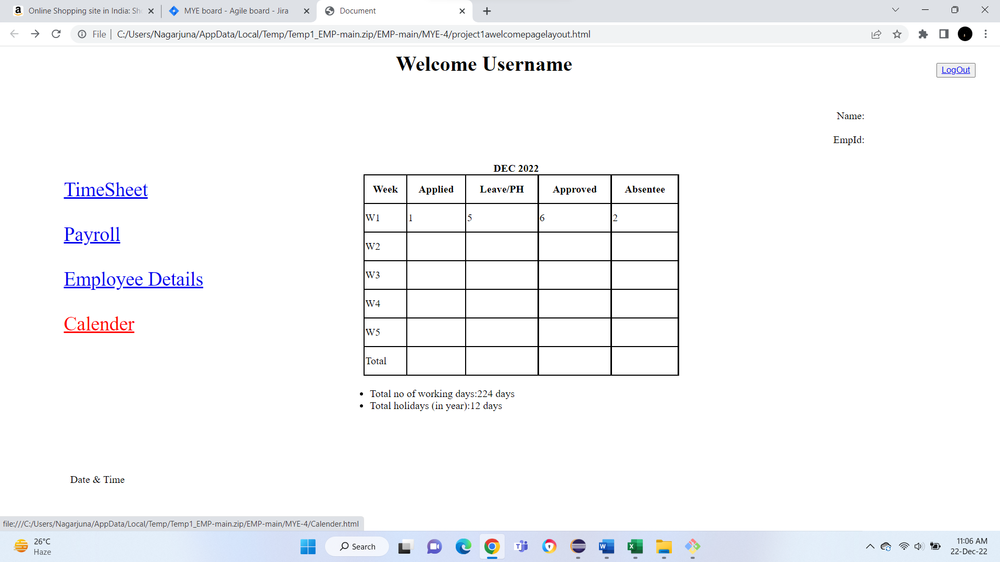 Online Shopping site in India: Sh
MYE board - Agile board - Jira
Document
File
C:/Users/Nagarjuna/AppData/Local/Temp/Temp1_EMP-main.zip/EMP-main/MYE-4/project1awelcomepagelayout.html
Welcome Username
LogOut
Name:
EmpId:
DEC 2022
TimeSheet
Payroll
Employee Details
Calender
Week Applied Leave/PH Approved Absentee
W1 1 5 6 2
W2
W3
W4
W5
Total
• Total no of working days:224 days
• Total holidays (in year):12 days
Date & Time
file:///C:/Users/Nagarjuna/AppData/Local/Temp/Temp1_EMP-main.zip/EMP-main/MYE-4/Calender.html
26°C
Haze
Search
11:06 AM
22-Dec-22